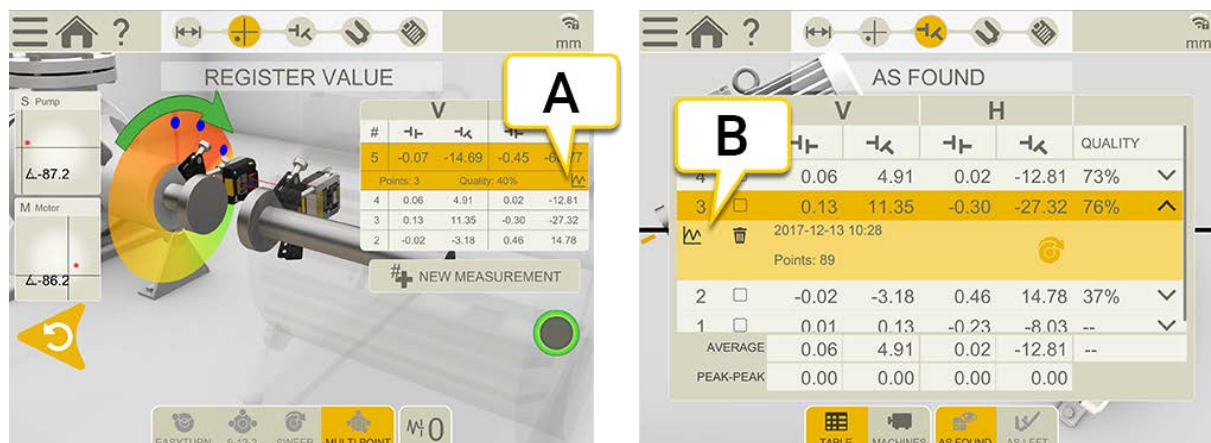 ?
mm
REGISTER VALUE
A
S Pump
-87.2
M Motor
-86.2
V
#
5 -0.07 -14.69 -0.45
Points: 3 Quality: 40%
4 0.06 4.91 0.02 -12.81
3 0.13 11.35 -0.30 -27.32
2 -0.02 -3.18 0.46 14.78
# NEW MEASUREMENT
EASYTURN 9-12-3 SWEEP MULTIPOINT
0
?
mm
AS FOUND
B
V H
QUALITY
4 0.06 4.91 0.02 -12.81 73%
3 0.13 11.35 -0.30 -27.32 76%
2017-12-13 10:28
Points: 89
2 -0.02 -3.18 0.46 14.78 37%
1 0.01 0.13 -0.23 -8.03 --
AVERAGE 0.06 4.91 0.02 -12.81 --
PEAK-PEAK 0.00 0.00 0.00 0.00
TABLE MACHINES AS FOUND AS LEFT